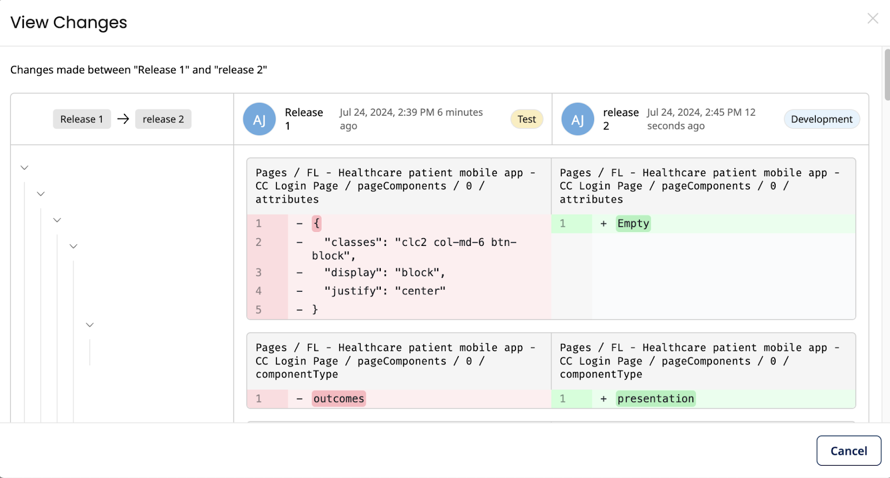 View Changes
Changes made between "Release 1" and "release 2"
Release 1 → release 2
AJ
Release
1
Jul 24, 2024, 2:39 PM 6 minutes
ago
Test
AJ
release
2
Jul 24, 2024, 2:45 PM 12
seconds ago
Development
Pages / FL - Healthcare patient mobile app -
CC Login Page / pageComponents / 0 /
attributes
1 - {
2 - "classes": "clc2 col-md-6 btn-
block",
3 - "display": "block",
4 - "justify": "center"
5 - }
Pages / FL - Healthcare patient mobile app -
CC Login Page / pageComponents / 0 /
attributes
1 + Empty
Pages / FL - Healthcare patient mobile app -
CC Login Page / pageComponents / 0 /
componentType
1 - outcomes
Pages / FL - Healthcare patient mobile app -
CC Login Page / pageComponents / 0 /
componentType
1 + presentation
Cancel